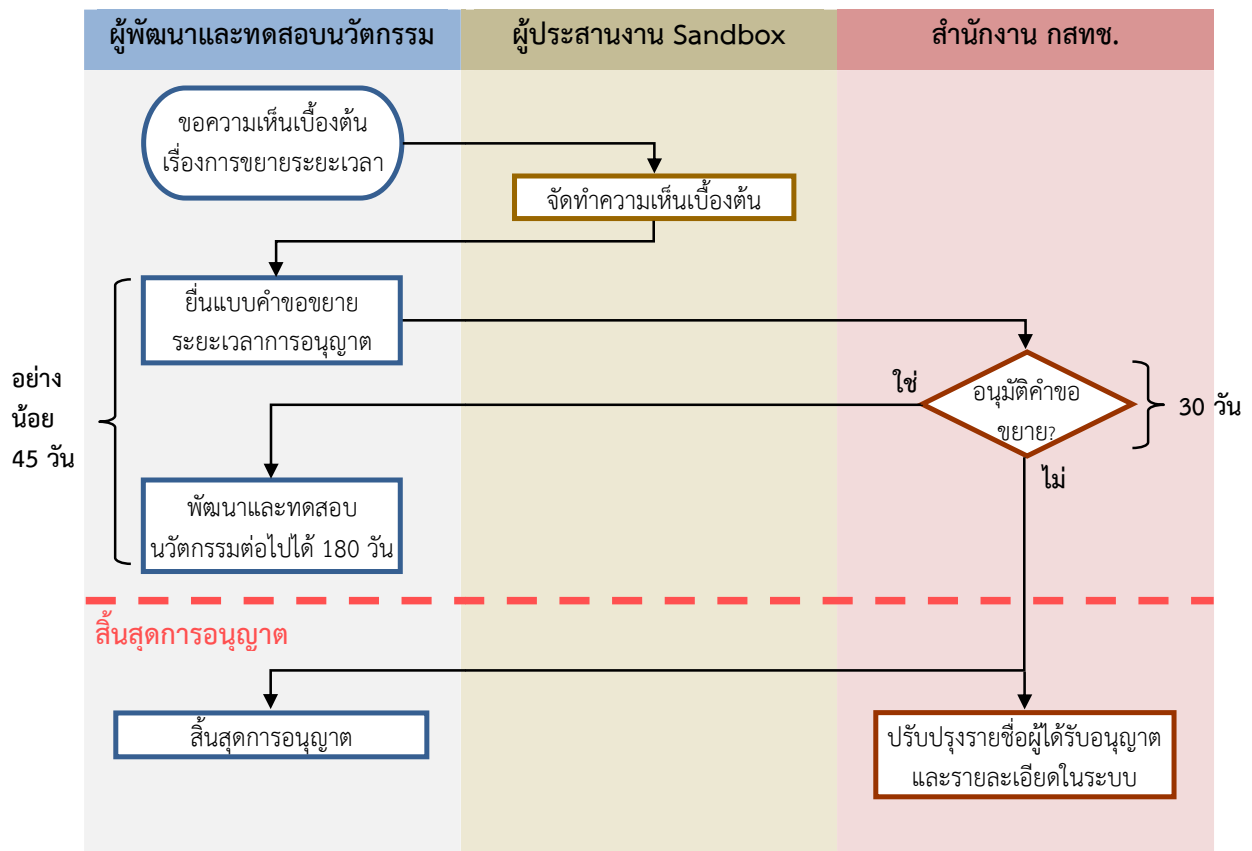 ผู้พัฒนาและทดสอบนวัตกรรม
ผู้ประสานงาน Sandbox
สำนักงาน กสทช.
ขอความเห็นเบื้องต้น
เรื่องการขยายระยะเวลา
จัดทำความเห็นเบื้องต้น
ยื่นแบบคำขอขยาย
ระยะเวลาการอนุญาต
อย่าง
น้อย
45 วัน
ใช่
อนุมัติคำขอ
ขยาย?
30 วัน
ไม่
พัฒนาและทดสอบ
นวัตกรรมต่อไปได้ 180 วัน
สิ้นสุดการอนุญาต
สิ้นสุดการอนุญาต
ปรับปรุงรายชื่อผู้ได้รับอนุญาต
และรายละเอียดในระบบ